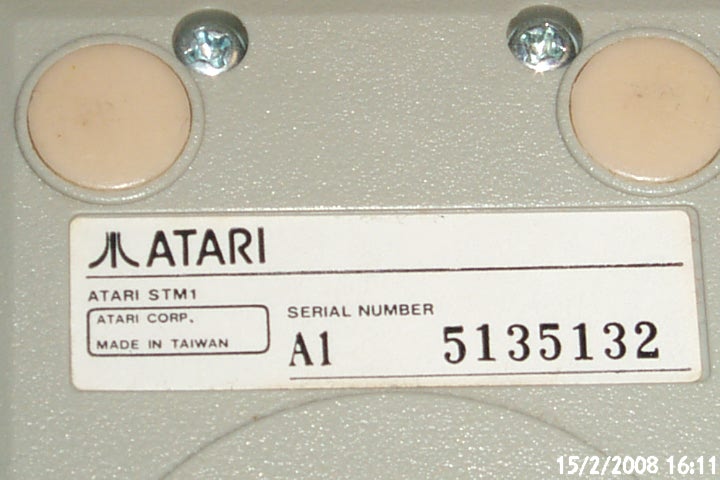 ATARI
ATARI STM1
ATARI CORP.
MADE IN TAIWAN
SERIAL NUMBER
A1 5135132
15/2/2008 16:11